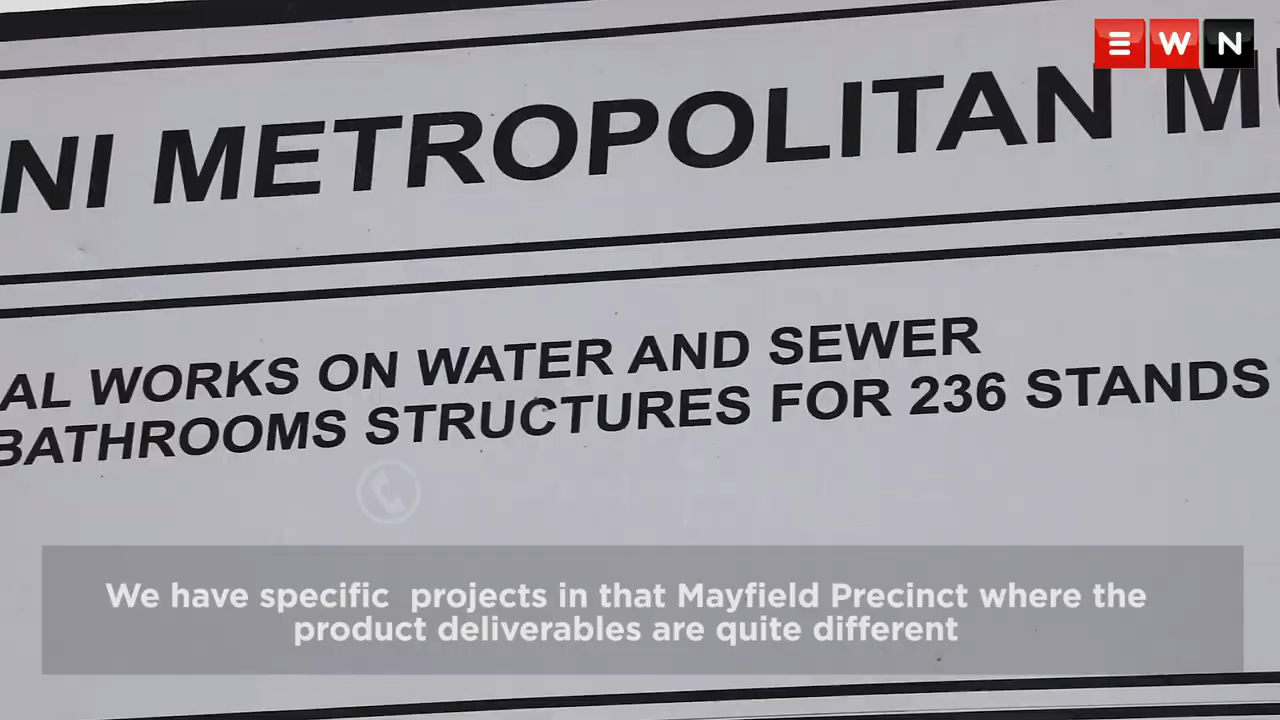 EWN
NI METROPOLITAN M
AL WORKS ON WATER AND SEWER
BATHROOMS STRUCTURES FOR 236 STANDS
We have specific projects in that Mayfield Precinct where the
product deliverables are quite different